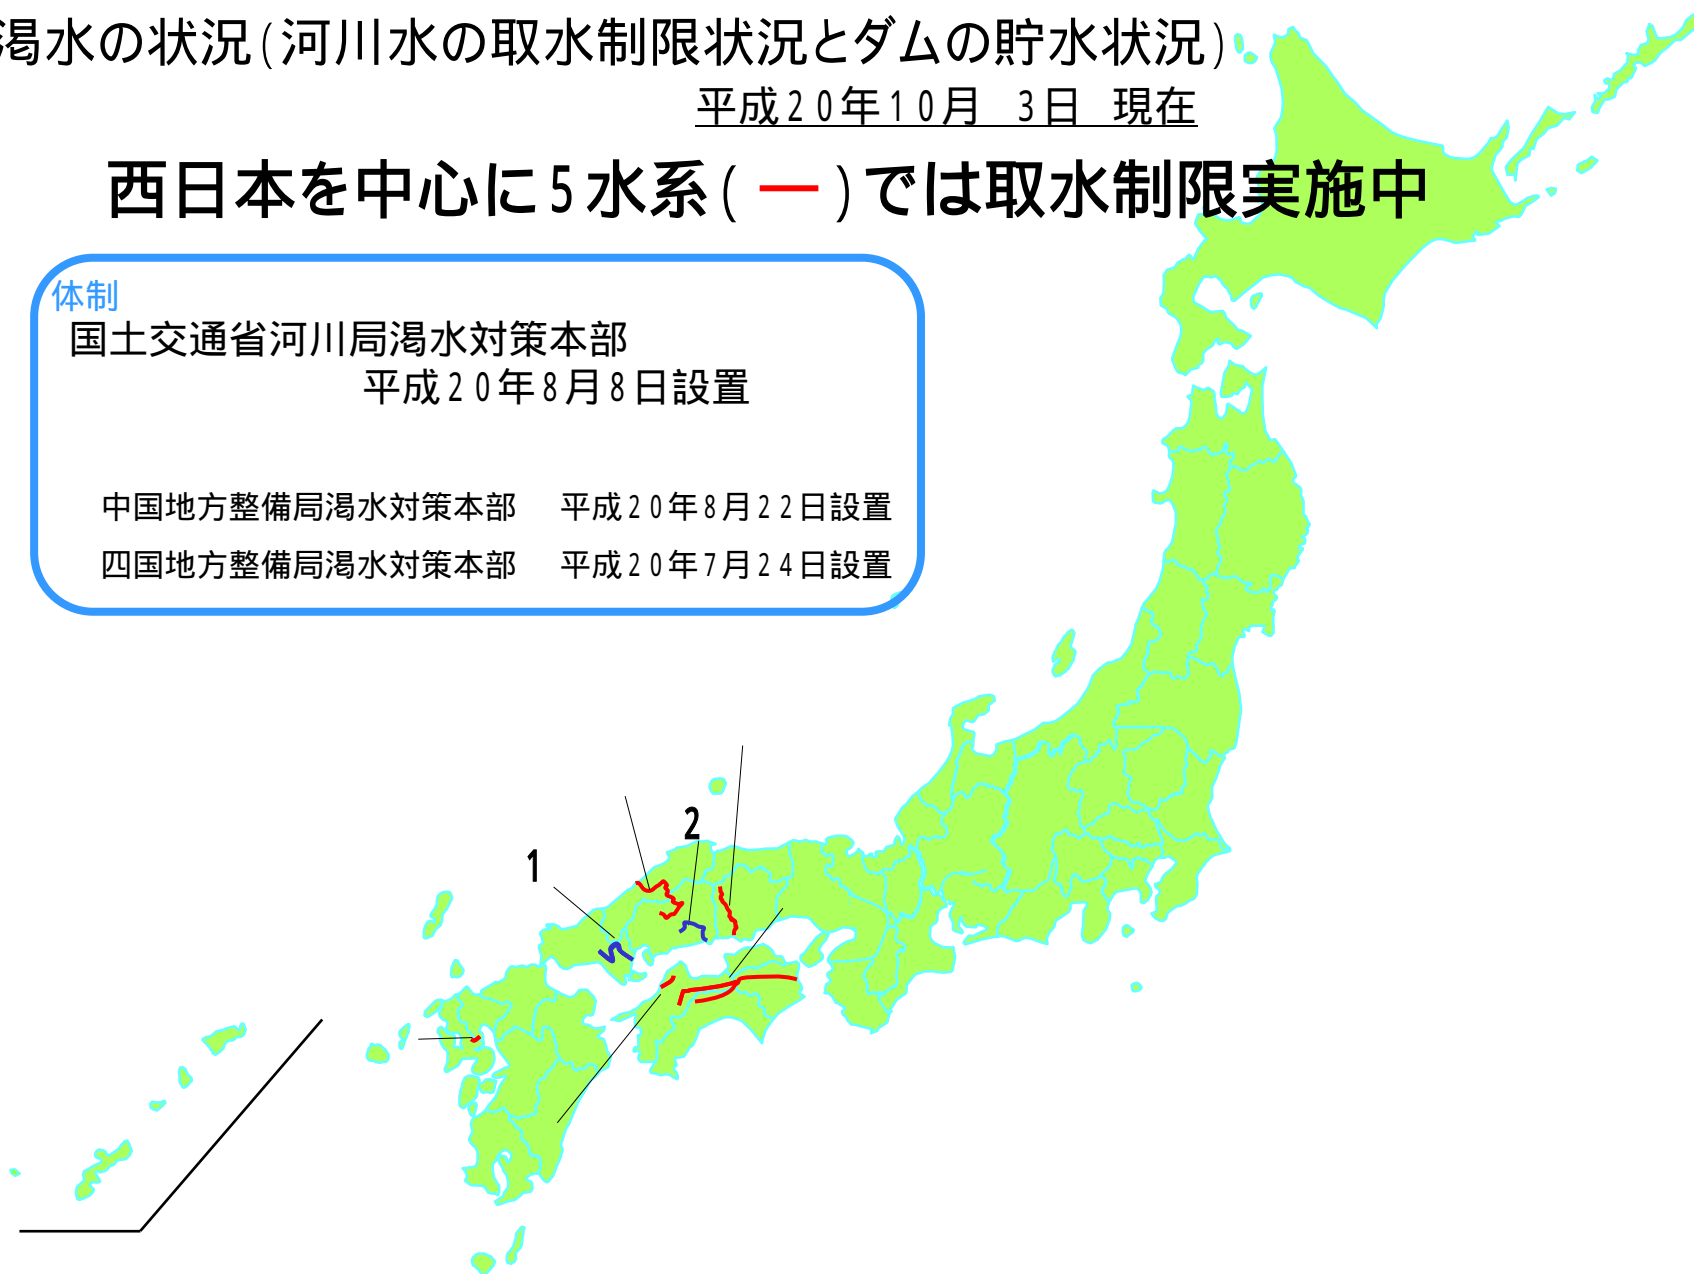 渇水の状況(河川水の取水制限状況とダムの貯水状況)
平成20年10月 3日 現在
西日本を中心に5水系(ー)では取水制限実施中
体制
国土交通省河川局渇水対策本部
平成20年8月8日設置
中国地方整備局渇水対策本部 平成20年8月22日設置
四国地方整備局渇水対策本部 平成20年7月24日設置
2
1